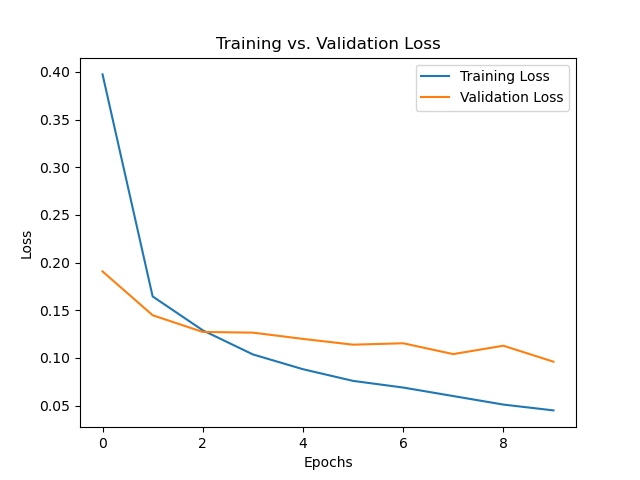 Training vs. Validation Loss
Training Loss
Validation Loss
0.40
0.35
0.30
0.25
0.20
0.15
0.10
0.05
Loss
0 2 4 6 8
Epochs